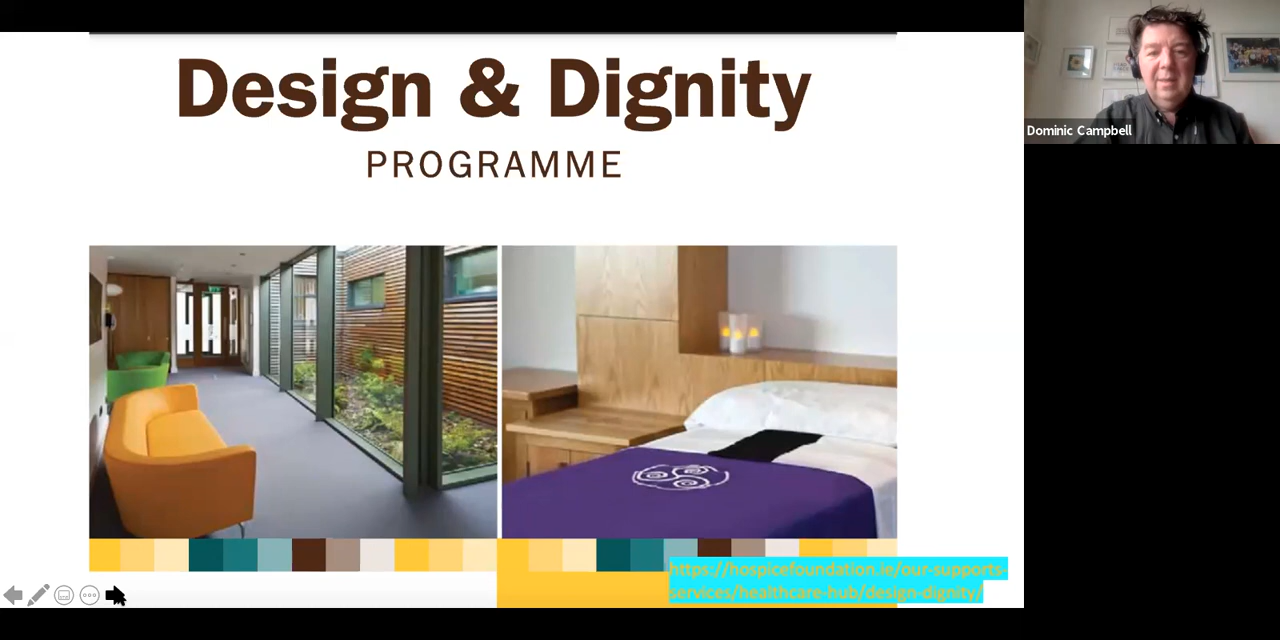 Design & Dignity
PROGRAMME
Dominic Campbell
https://hospicefoundation.ie/our-supports-
services/healthcare-hub/design-dignity/